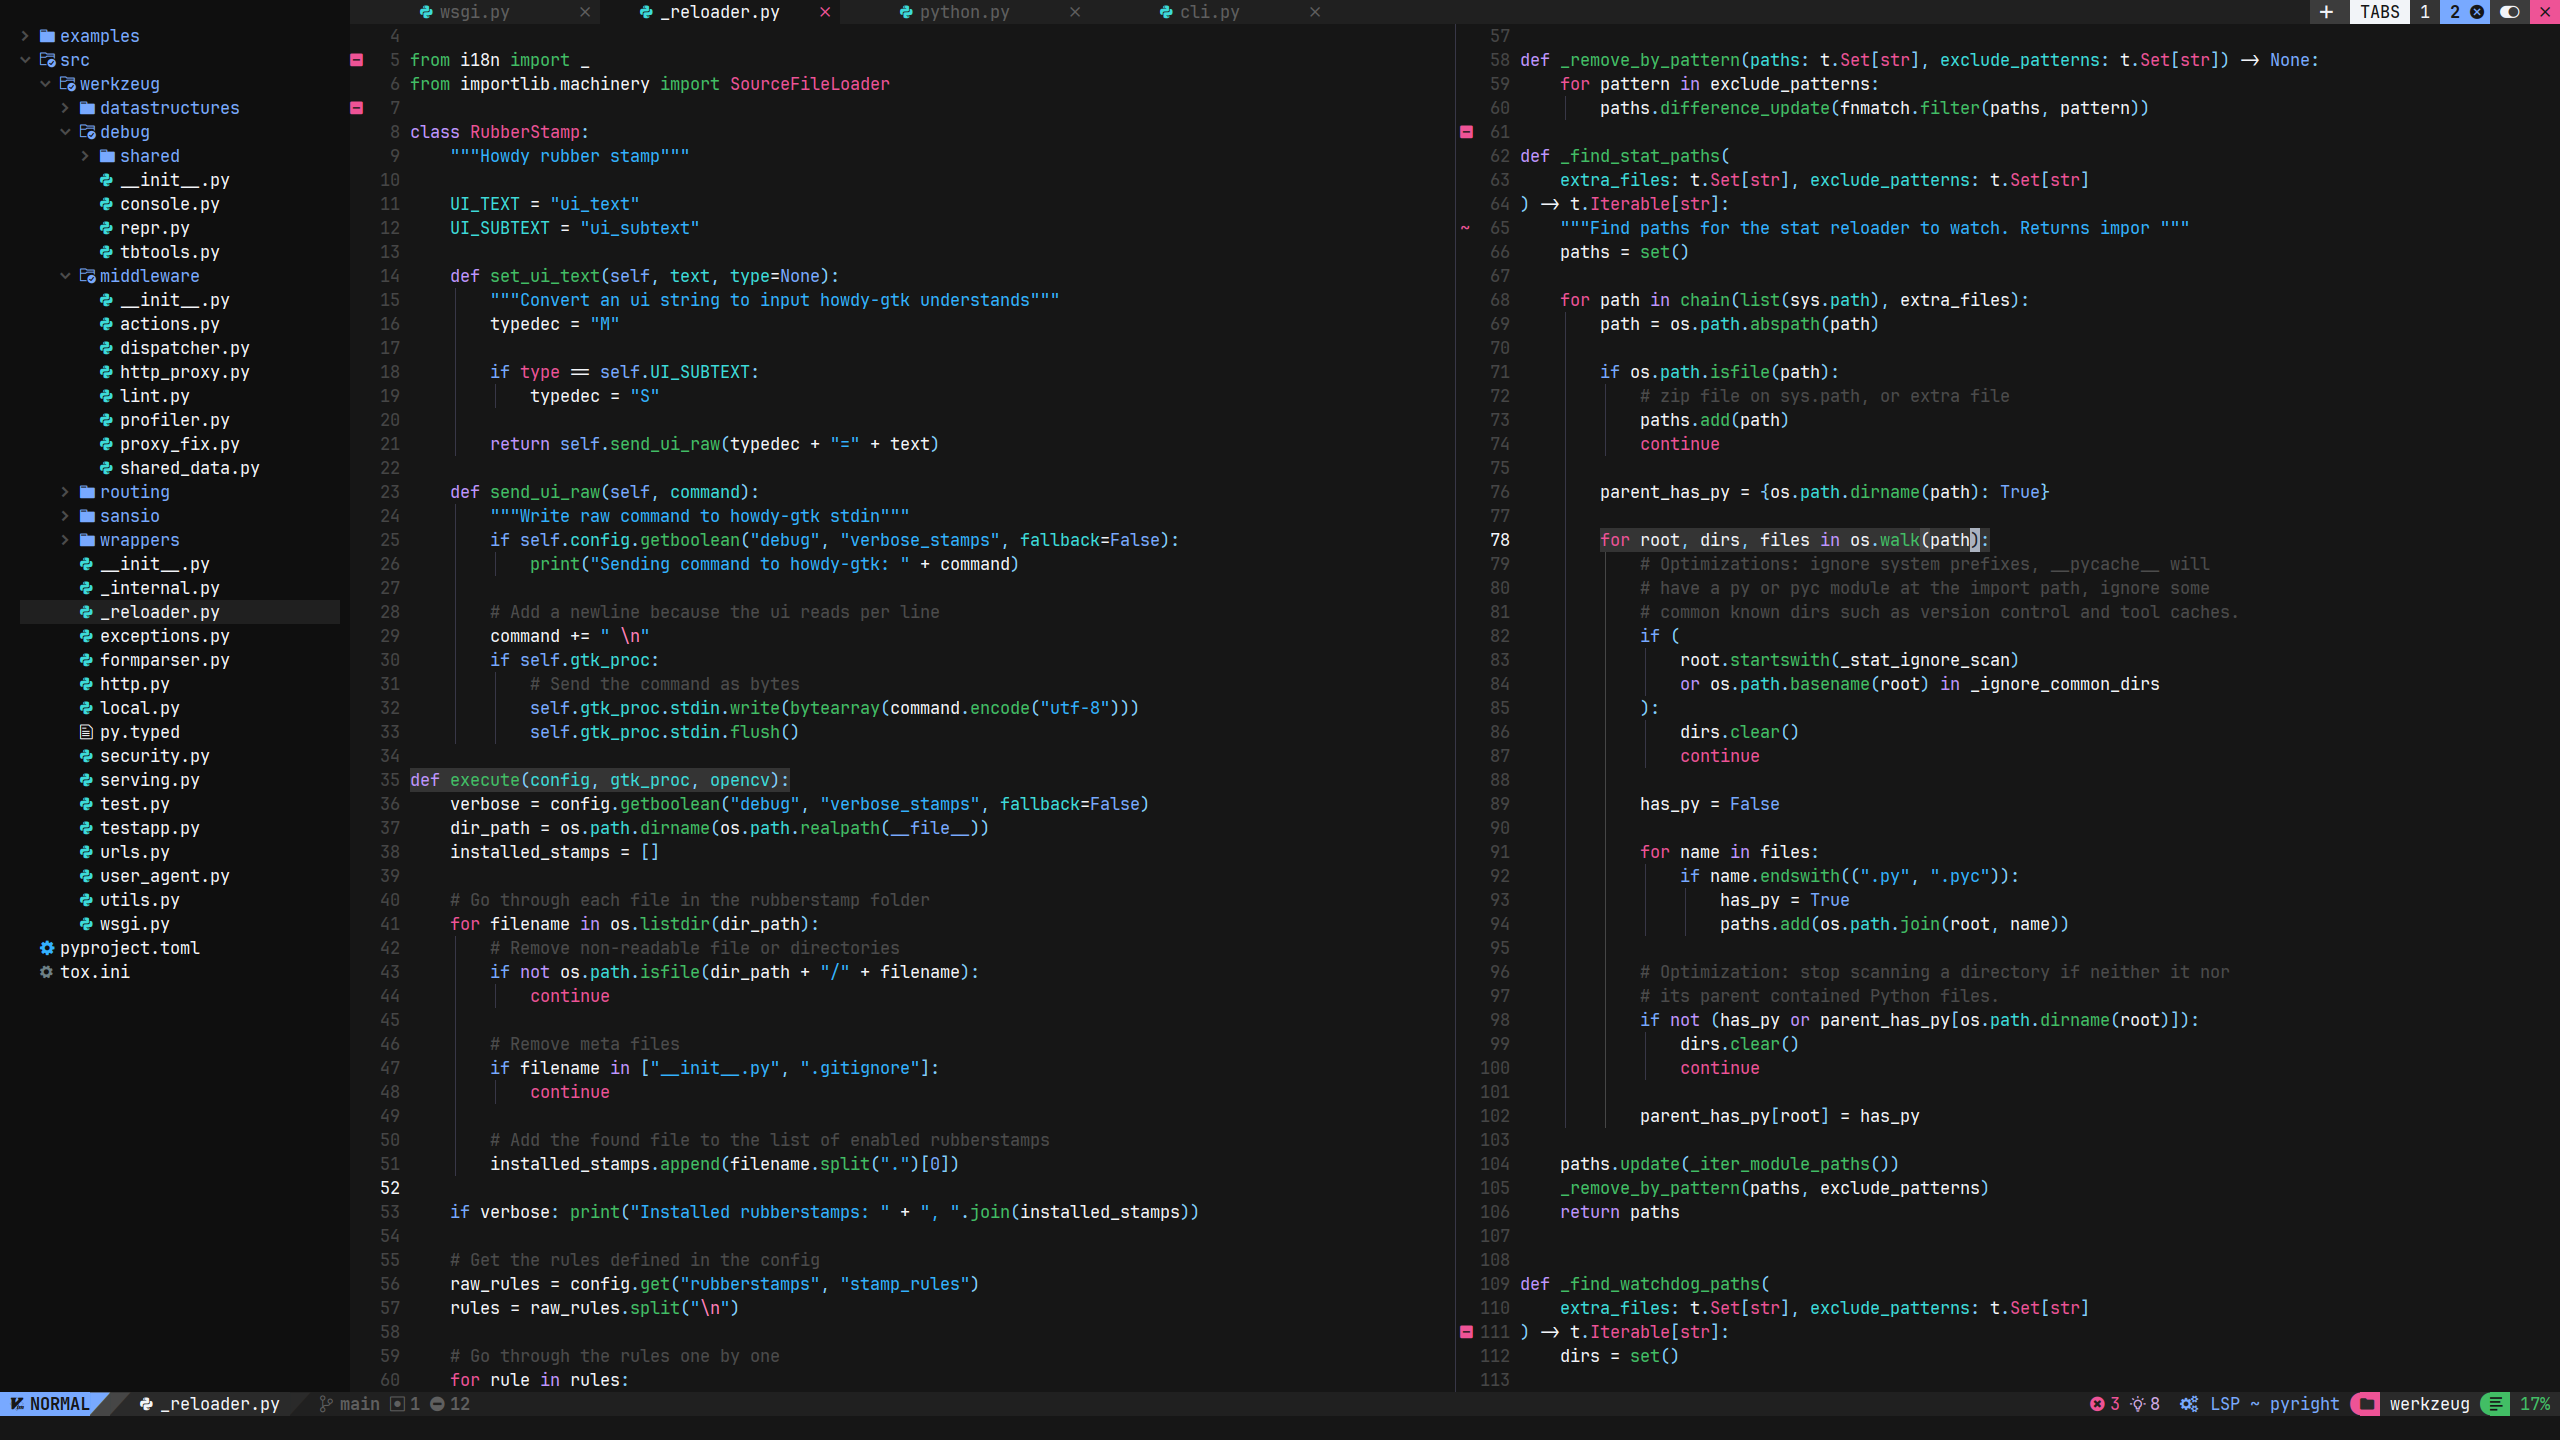 wsgi.py _reloader.py python.py cli.py TABS 1 2
examples
src
werkzeug
datastructures
debug
shared
__init__.py
console.py
repr.py
tbtools.py
middleware
__init__.py
actions.py
dispatcher.py
http_proxy.py
lint.py
profiler.py
proxy_fix.py
shared_data.py
routing
sansio
wrappers
__init__.py
_internal.py
_reloader.py
exceptions.py
formparser.py
http.py
local.py
py.typed
security.py
serving.py
test.py
testapp.py
urls.py
user_agent.py
utils.py
wsgi.py
pyproject.toml
tox.ini
4
5 from i18n import _
6 from importlib.machinery import SourceFileLoader
7
8 class RubberStamp:
9     """Howdy rubber stamp"""
10
11     UI_TEXT = "ui_text"
12     UI_SUBTEXT = "ui_subtext"
13
14     def set_ui_text(self, text, type=None):
15         """Convert an ui string to input howdy-gtk understands"""
16         typedec = "M"
17
18         if type == self.UI_SUBTEXT:
19             typedec = "S"
20
21         return self.send_ui_raw(typedec + "=" + text)
22
23     def send_ui_raw(self, command):
24         """Write raw command to howdy-gtk stdin"""
25         if self.config.getboolean("debug", "verbose_stamps", fallback=False):
26             print("Sending command to howdy-gtk: " + command)
27
28         # Add a newline because the ui reads per line
29         command += " \n"
30         if self.gtk_proc:
31             # Send the command as bytes
32             self.gtk_proc.stdin.write(bytearray(command.encode("utf-8")))
33             self.gtk_proc.stdin.flush()
34
35 def execute(config, gtk_proc, opencv):
36     verbose = config.getboolean("debug", "verbose_stamps", fallback=False)
37     dir_path = os.path.dirname(os.path.realpath(__file__))
38     installed_stamps = []
39
40     # Go through each file in the rubberstamp folder
41     for filename in os.listdir(dir_path):
42         # Remove non-readable file or directories
43         if not os.path.isfile(dir_path + "/" + filename):
44             continue
45
46         # Remove meta files
47         if filename in ["__init__.py", ".gitignore"]:
48             continue
49
50         # Add the found file to the list of enabled rubberstamps
51         installed_stamps.append(filename.split(".")[0])
52
53     if verbose: print("Installed rubberstamps: " + ", ".join(installed_stamps))
54
55     # Get the rules defined in the config
56     raw_rules = config.get("rubberstamps", "stamp_rules")
57     rules = raw_rules.split("\n")
58
59     # Go through the rules one by one
60     for rule in rules:
57
58 def _remove_by_pattern(paths: t.Set[str], exclude_patterns: t.Set[str]) -> None:
59     for pattern in exclude_patterns:
60         paths.difference_update(fnmatch.filter(paths, pattern))
61
62 def _find_stat_paths(
63     extra_files: t.Set[str], exclude_patterns: t.Set[str]
64 ) -> t.Iterable[str]:
~ 65     """Find paths for the stat reloader to watch. Returns impor """
66     paths = set()
67
68     for path in chain(list(sys.path), extra_files):
69         path = os.path.abspath(path)
70
71         if os.path.isfile(path):
72             # zip file on sys.path, or extra file
73             paths.add(path)
74             continue
75
76         parent_has_py = {os.path.dirname(path): True}
77
78         for root, dirs, files in os.walk(path):
79             # Optimizations: ignore system prefixes, __pycache__ will
80             # have a py or pyc module at the import path, ignore some
81             # common known dirs such as version control and tool caches.
82             if (
83                 root.startswith(_stat_ignore_scan)
84                 or os.path.basename(root) in _ignore_common_dirs
85             ):
86                 dirs.clear()
87                 continue
88
89             has_py = False
90
91             for name in files:
92                 if name.endswith((".py", ".pyc")):
93                     has_py = True
94                     paths.add(os.path.join(root, name))
95
96             # Optimization: stop scanning a directory if neither it nor
97             # its parent contained Python files.
98             if not (has_py or parent_has_py[os.path.dirname(root)]):
99                 dirs.clear()
100                 continue
101
102             parent_has_py[root] = has_py
103
104     paths.update(_iter_module_paths())
105     _remove_by_pattern(paths, exclude_patterns)
106     return paths
107
108
109 def _find_watchdog_paths(
110     extra_files: t.Set[str], exclude_patterns: t.Set[str]
111 ) -> t.Iterable[str]:
112     dirs = set()
113
NORMAL _reloader.py main 1 12 3 8 LSP ~ pyright werkzeug 17%